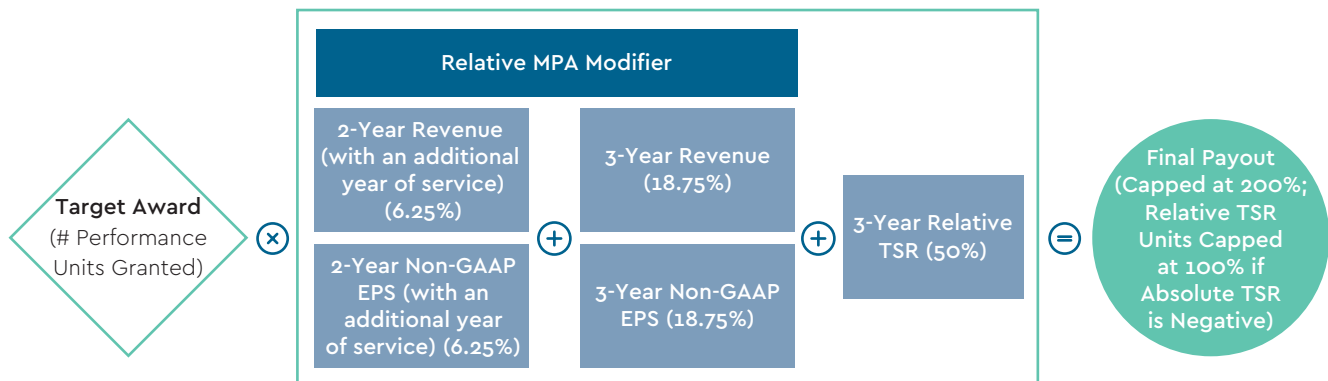 Relative MPA Modifier
Target Award
(# Performance
Units Granted)
×
2-Year Revenue
(with an additional
year of service)
(6.25%)
2-Year Non-GAAP
EPS (with an
additional year
of service) (6.25%)
+
3-Year Revenue
(18.75%)
3-Year Non-GAAP
EPS (18.75%)
+
3-Year Relative
TSR (50%)
=
Final Payout
(Capped at 200%;
Relative TSR
Units Capped
at 100% if
Absolute TSR
is Negative)